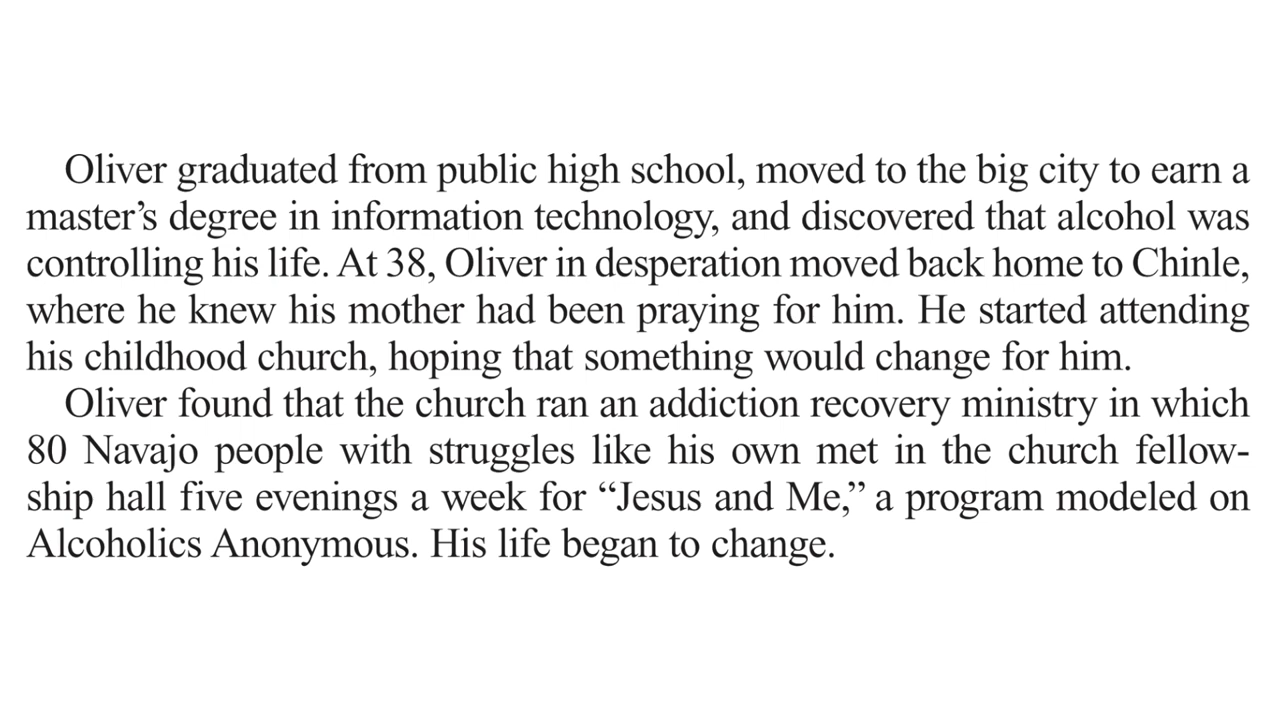 Oliver graduated from public high school, moved to the big city to earn a
master’s degree in information technology, and discovered that alcohol was
controlling his life. At 38, Oliver in desperation moved back home to Chinle,
where he knew his mother had been praying for him. He started attending
his childhood church, hoping that something would change for him.
Oliver found that the church ran an addiction recovery ministry in which
80 Navajo people with struggles like his own met in the church fellow-
ship hall five evenings a week for “Jesus and Me,” a program modeled on
Alcoholics Anonymous. His life began to change.